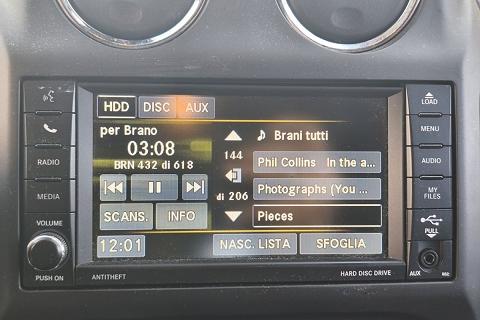 HDD DISC AUX
per Brano
03:08
BRN 432 di 618
SCANS. INFO
12:01
144
di 206
Brani tutti
Phil Collins In the a...
Photographs (You ...
Pieces
NASC. LISTA SFOGLIA
RADIO
MEDIA
VOLUME
PUSH ON
ANTITHEFT
HARD DISC DRIVE
LOAD
MENU
AUDIO
MY
FILES
PULL
AUX